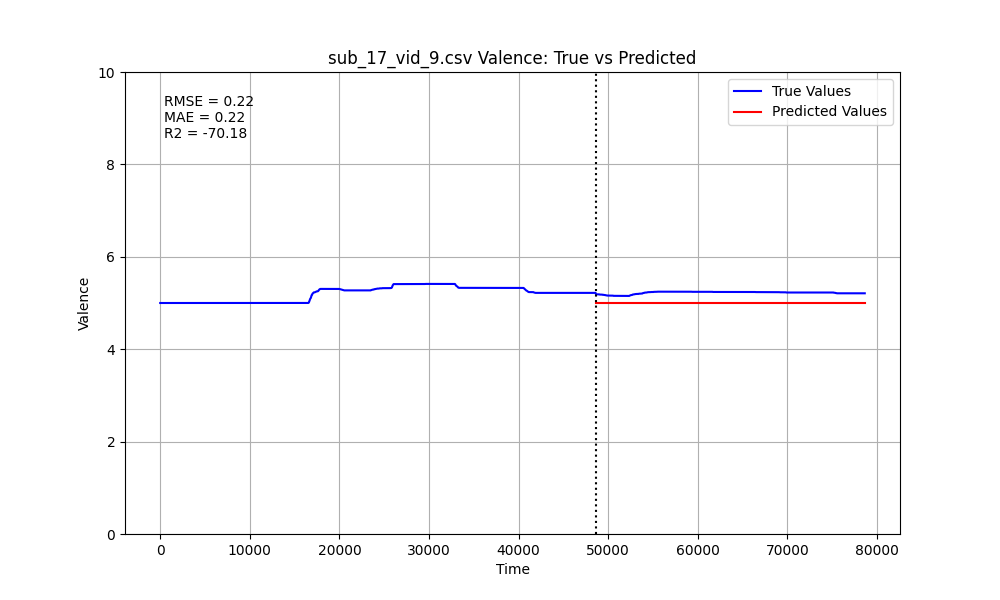 sub_17_vid_9.csv Valence: True vs Predicted
RMSE = 0.22
MAE = 0.22
R2 = -70.18
True Values
Predicted Values
Valence
10
8
6
4
2
0
0 10000 20000 30000 40000 50000 60000 70000 80000
Time